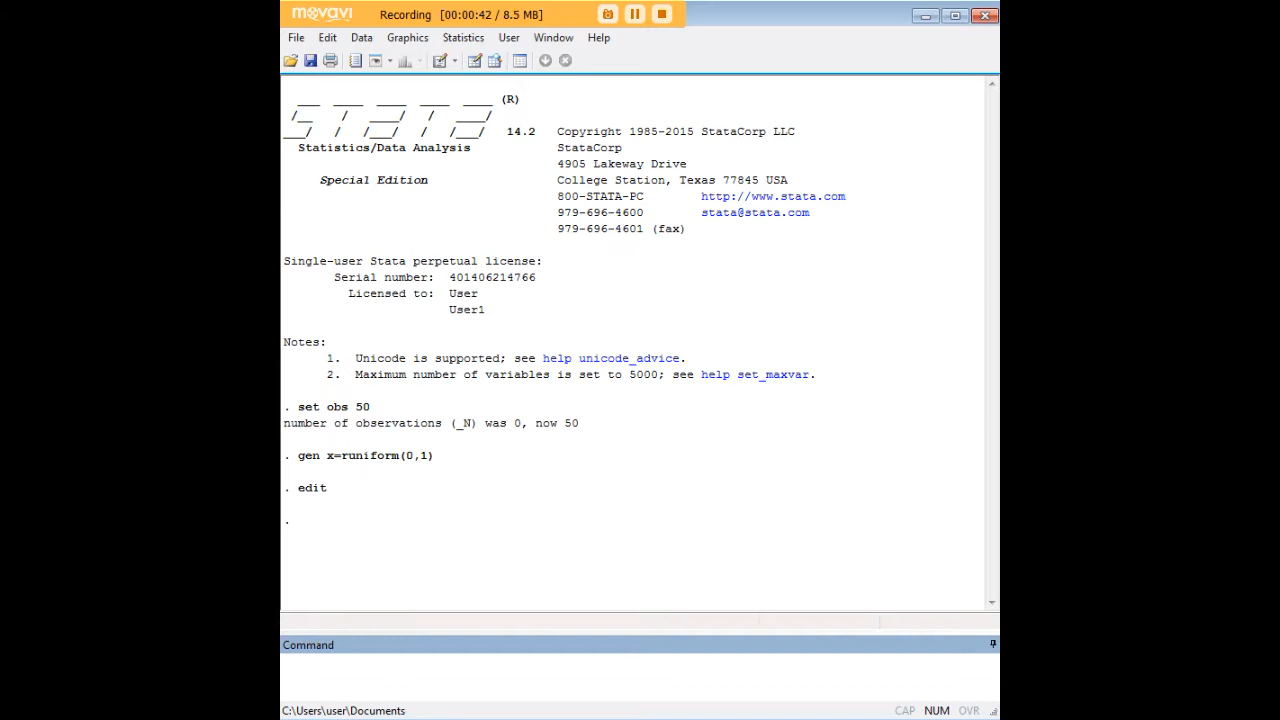 movavi Recording [00:00:42 / 8.5 MB]
File Edit Data Graphics Statistics User Window Help
(R)
STATA 14.2 Copyright 1985-2015 StataCorp LLC
Statistics/Data Analysis StataCorp
4905 Lakeway Drive
Special Edition College Station, Texas 77845 USA
800-STATA-PC http://www.stata.com
979-696-4600 stata@stata.com
979-696-4601 (fax)
Single-user Stata perpetual license:
Serial number: 401406214766
Licensed to: User
User1
Notes:
1. Unicode is supported; see help unicode_advice.
2. Maximum number of variables is set to 5000; see help set_maxvar.
. set obs 50
number of observations (_N) was 0, now 50
. gen x=runiform(0,1)
. edit
.
Command
C:\Users\user\Documents CAP NUM OVR